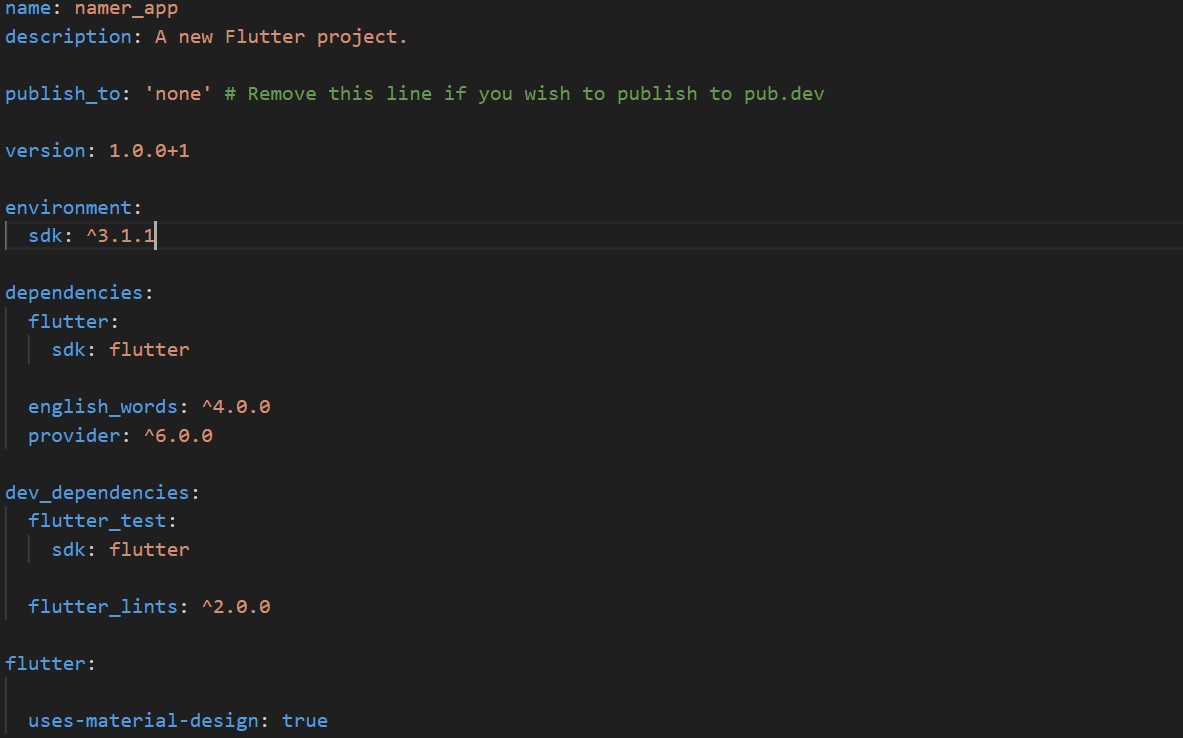 name: namer_app
description: A new Flutter project.
publish_to: 'none' # Remove this line if you wish to publish to pub.dev
version: 1.0.0+1
environment:
  sdk: ^3.1.1
dependencies:
  flutter:
    sdk: flutter
  english_words: ^4.0.0
  provider: ^6.0.0
dev_dependencies:
  flutter_test:
    sdk: flutter
  flutter_lints: ^2.0.0
flutter:
  uses-material-design: true